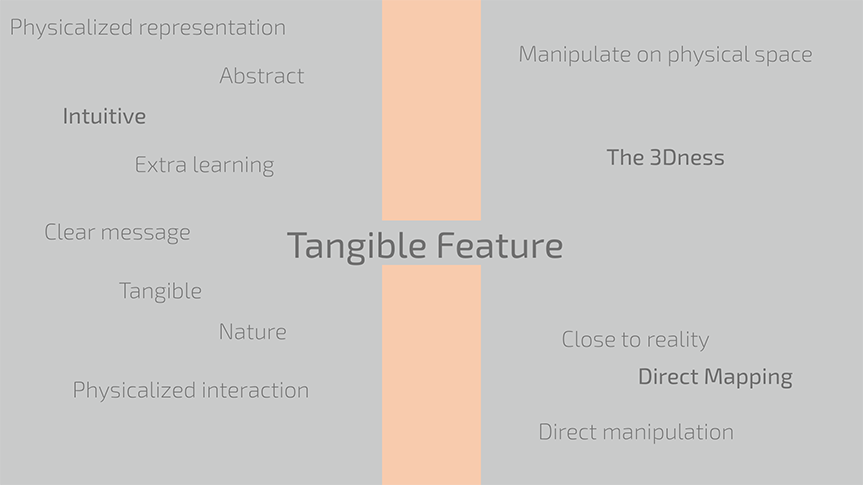 Physicalized representation
Abstract
Intuitive
Extra learning
Clear message
Tangible
Nature
Physicalized interaction
Tangible Feature
Manipulate on physical space
The 3Dness
Close to reality
Direct Mapping
Direct manipulation